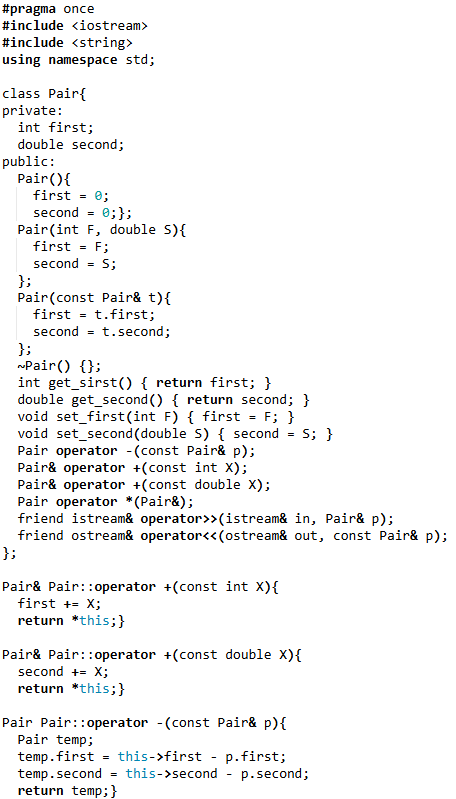 #pragma once
#include <iostream>
#include <string>
using namespace std;

class Pair{
private:
  int first;
  double second;
public:
  Pair(){
    first = 0;
    second = 0;};
  Pair(int F, double S){
    first = F;
    second = S;
  };
  Pair(const Pair& t){
    first = t.first;
    second = t.second;
  };
  ~Pair() {};
  int get_sirst() { return first; }
  double get_second() { return second; }
  void set_first(int F) { first = F; }
  void set_second(double S) { second = S; }
  Pair operator -(const Pair& p);
  Pair& operator +(const int X);
  Pair& operator +(const double X);
  Pair operator *(Pair&);
  friend istream& operator>>(istream& in, Pair& p);
  friend ostream& operator<<(ostream& out, const Pair& p);
};

Pair& Pair::operator +(const int X){
  first += X;
  return *this;}

Pair& Pair::operator +(const double X){
  second += X;
  return *this;}

Pair Pair::operator -(const Pair& p){
  Pair temp;
  temp.first = this->first - p.first;
  temp.second = this->second - p.second;
  return temp;}